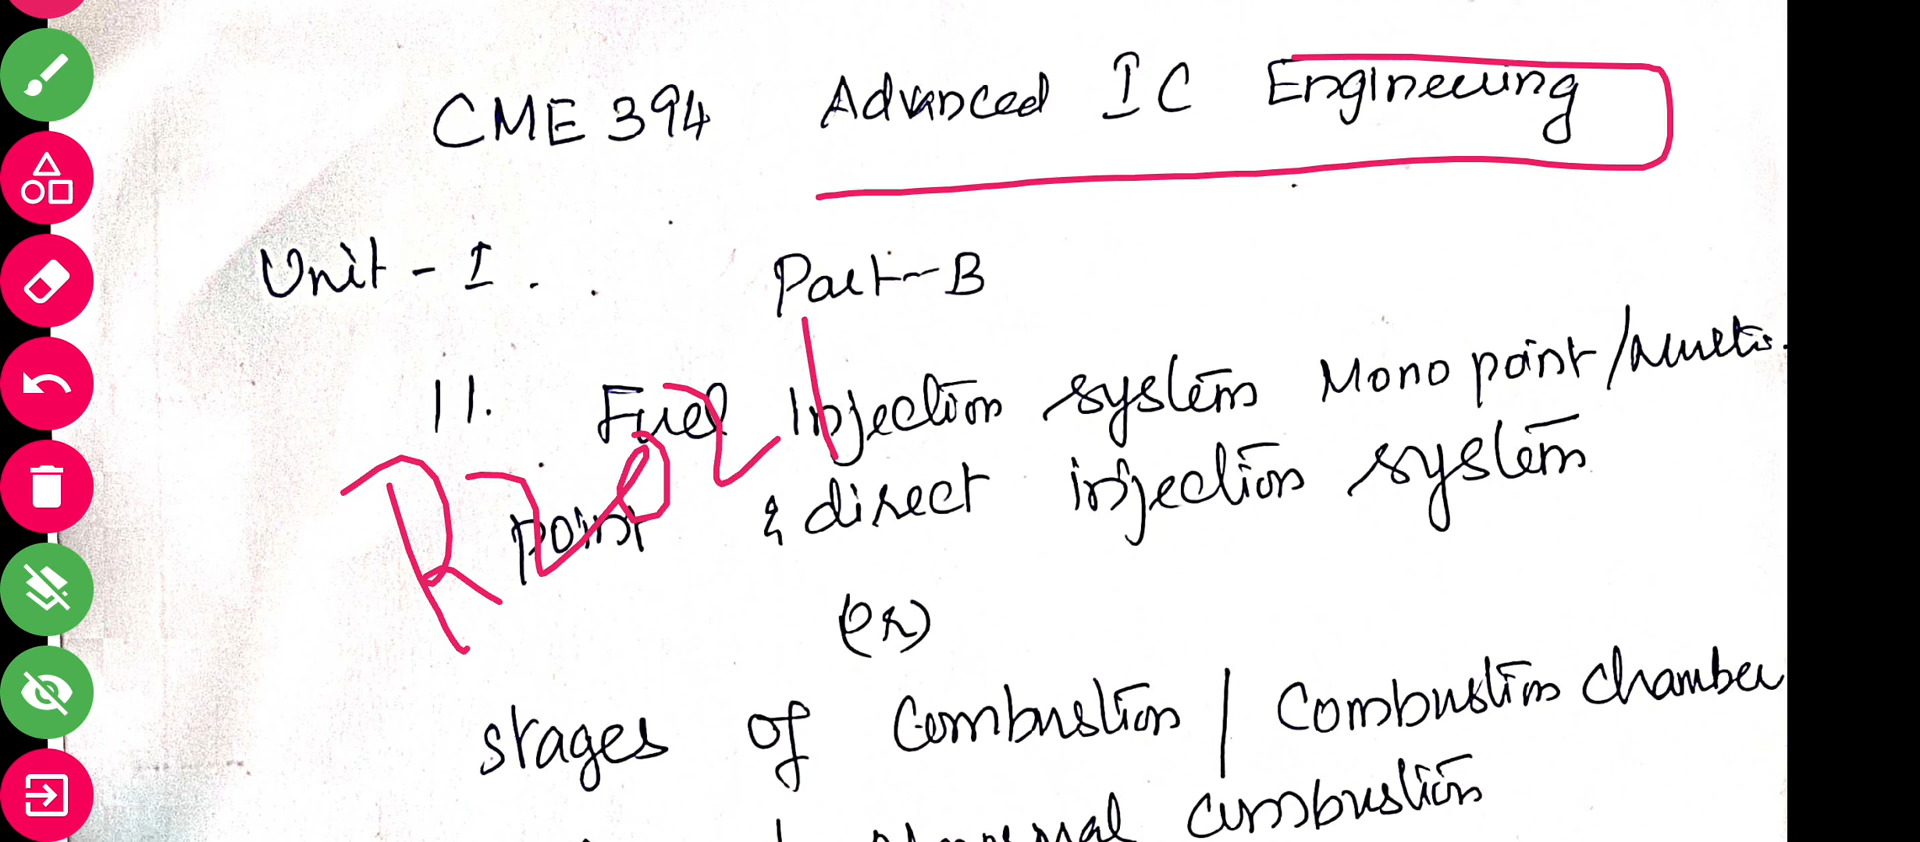 CME 394 Advanced IC Engineering
Unit - I . . Part-B
11. Fuel Injection system Mono point / Multi
point & direct injection system
(or)
stages of Combustion / Combustion chamber
combustion
R2021